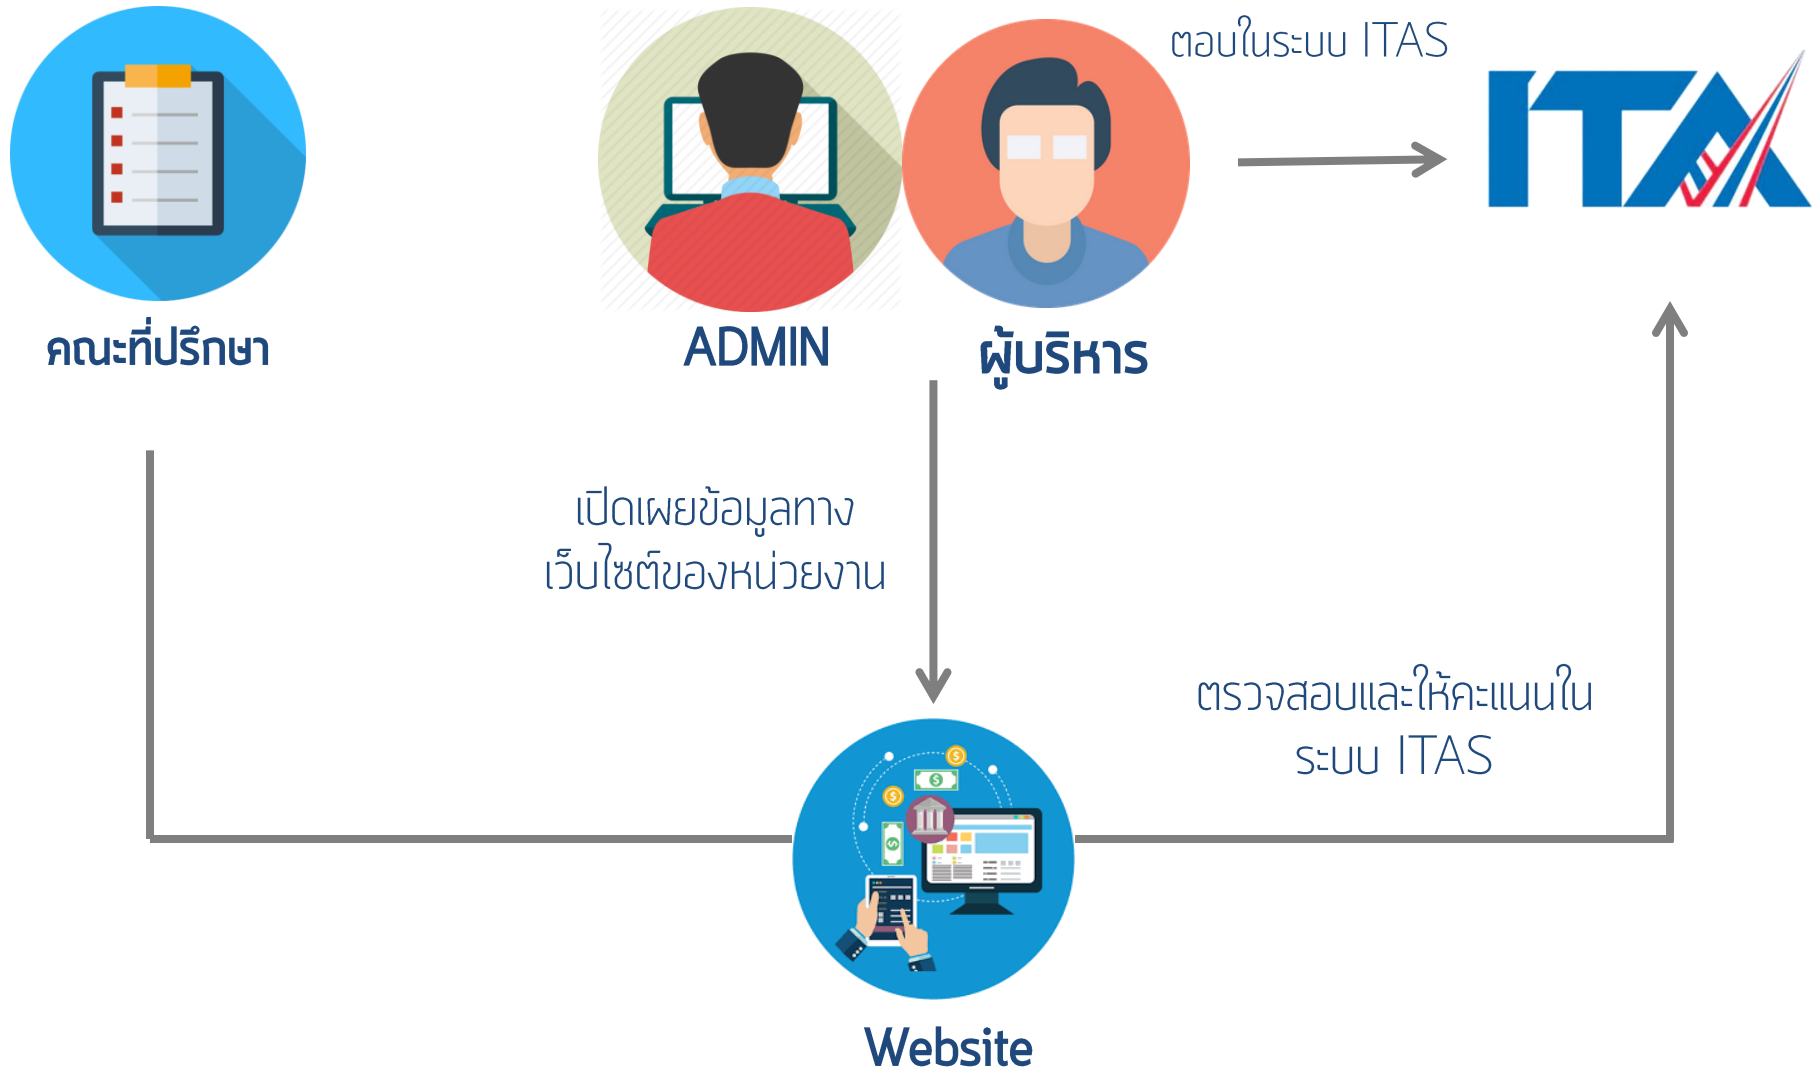 ตอบในระบบ ITAS
ITA
คณะที่ปรึกษา
ADMIN
ผู้บริหาร
เปิดเผยข้อมูลทาง
เว็บไซต์ของหน่วยงาน
ตรวจสอบและให้คะแนนใน
ระบบ ITAS
Website